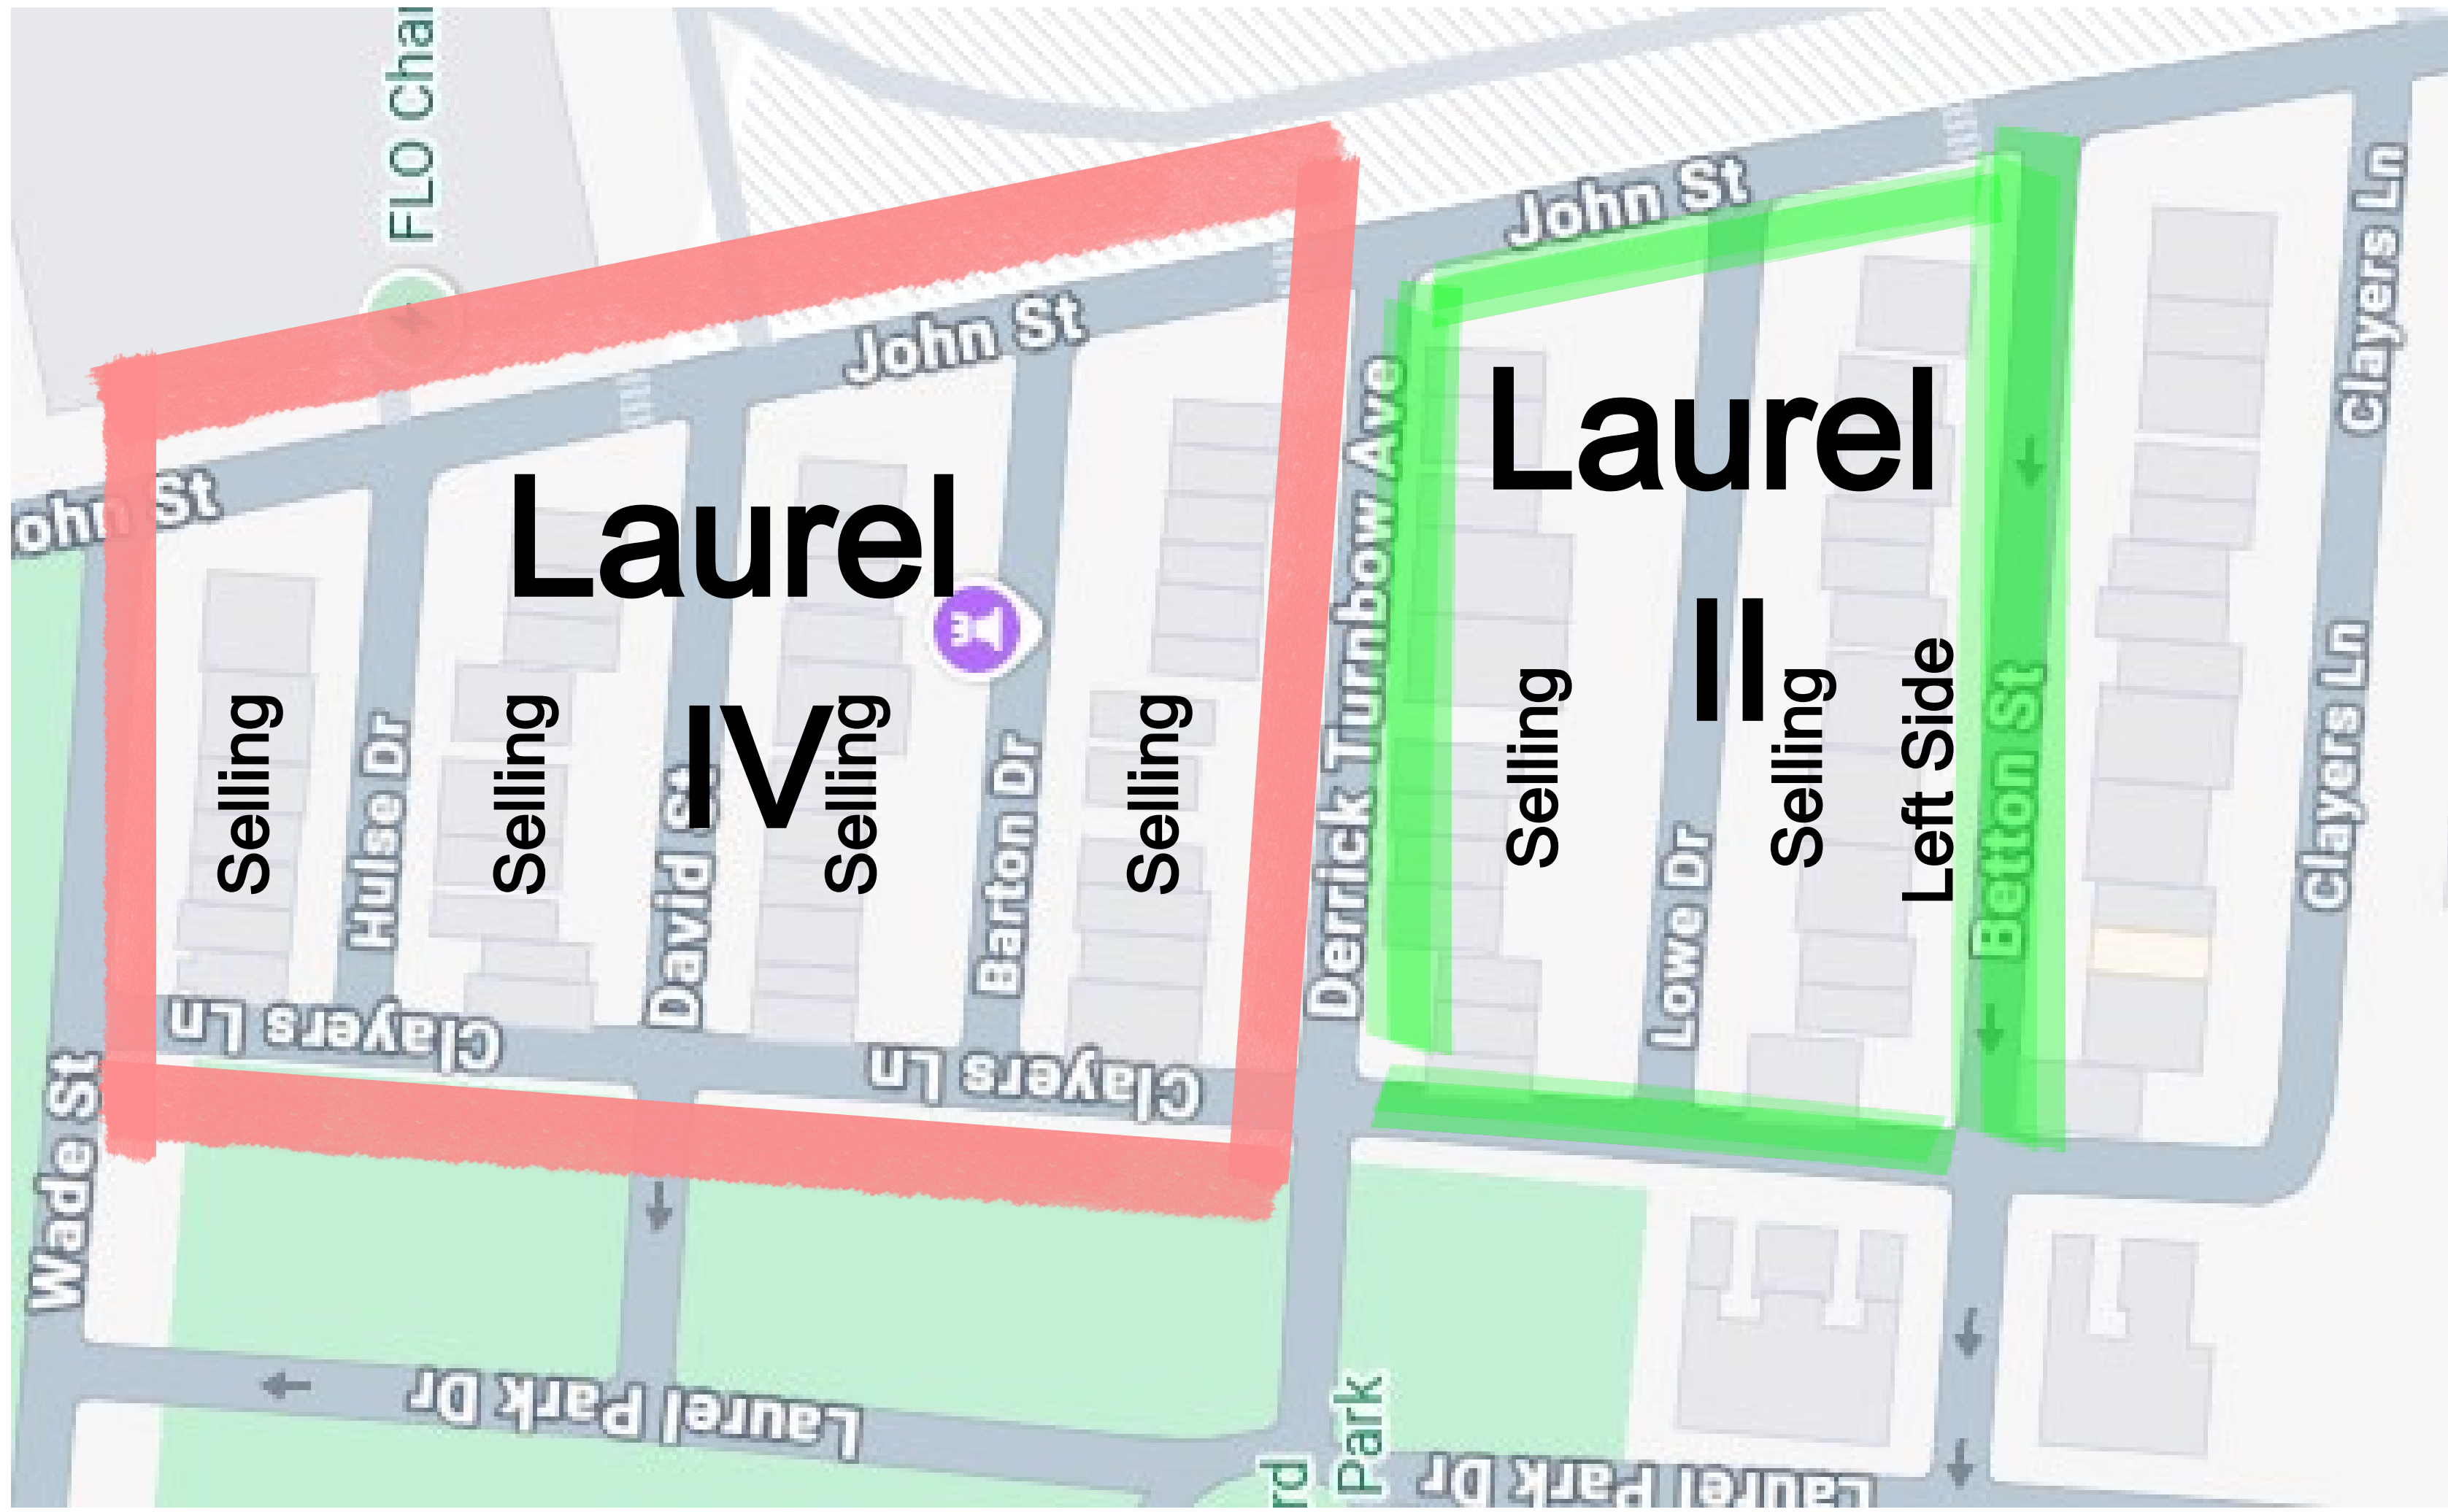 FLO Char
John St
John St
John St
Clayers Ln
Laurel
II
Laurel
IV
Derrick Turnbow Ave
Selling
Selling
Selling
Selling
Selling
Selling
Left Side
Hulse Dr
David St
Barton Dr
Lowe Dr
Betton St
Clayers Ln
Clayers Ln
Clayers Ln
Wade St
Laurel Park Dr
Park
Laurel Park Dr